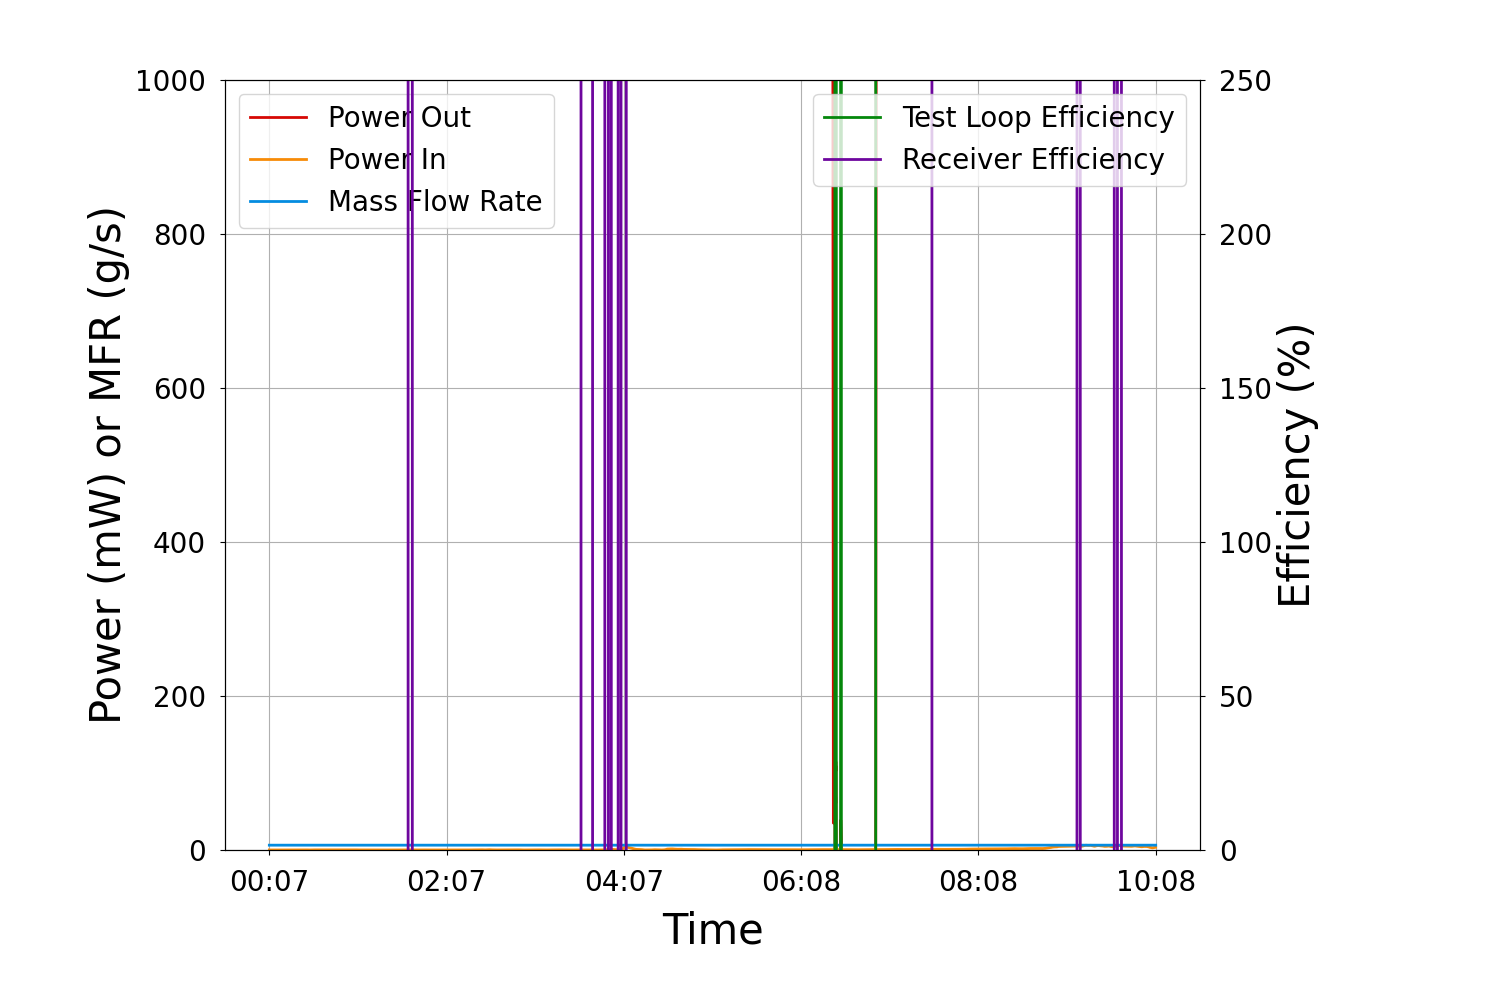 1000
800
600
400
200
0
Power (mW) or MFR (g/s)
Power Out
Power In
Mass Flow Rate
Test Loop Efficiency
Receiver Efficiency
250
200
150
100
50
0
Efficiency (%)
00:07 02:07 04:07 06:08 08:08 10:08
Time